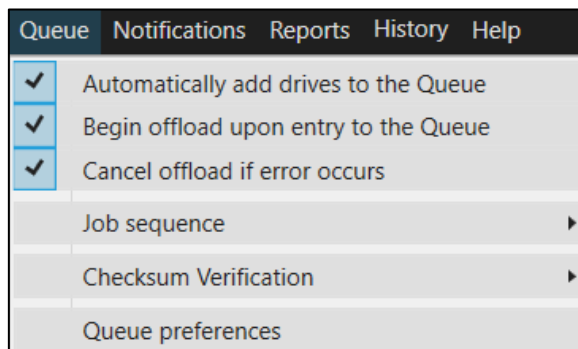 Queue Notifications Reports History Help
Automatically add drives to the Queue
Begin offload upon entry to the Queue
Cancel offload if error occurs
Job sequence
Checksum Verification
Queue preferences